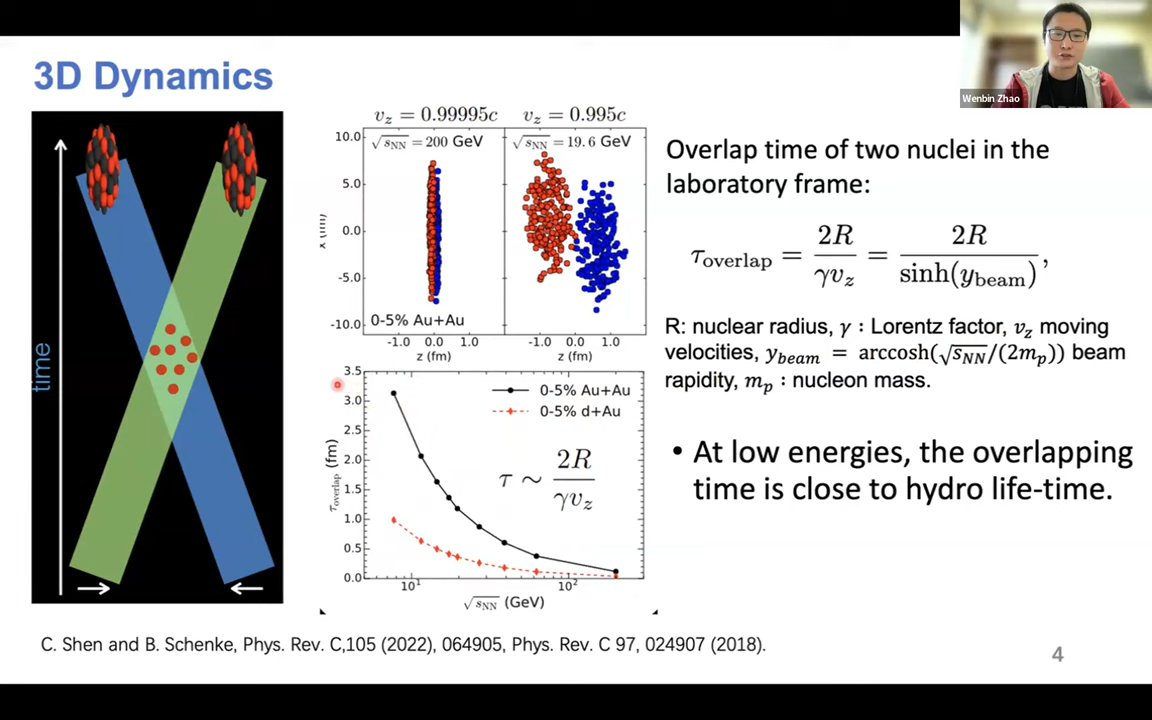 Wenbin Zhao
3D Dynamics
time
v_z = 0.99995c
v_z = 0.995c
√s_NN = 200 GeV
√s_NN = 19.6 GeV
10.0
5.0
0.0
-5.0
-10.0
0-5% Au+Au
-1.0 0.0 1.0
-1.0 0.0 1.0
z (fm)
z (fm)
3.5
3.0
2.5
2.0
1.5
1.0
0.5
0.0
τ_overlap (fm)
0-5% Au+Au
0-5% d+Au
τ ∼ 2R / γv_z
10¹
10²
√s_NN (GeV)
Overlap time of two nuclei in the
laboratory frame:
τ_overlap = 2R / γv_z = 2R / sinh(y_beam) ,
R: nuclear radius, γ : Lorentz factor, v_z moving
velocities, y_beam = arccosh(√s_NN/(2m_p)) beam
rapidity, m_p : nucleon mass.
• At low energies, the overlapping
time is close to hydro life-time.
C. Shen and B. Schenke, Phys. Rev. C,105 (2022), 064905, Phys. Rev. C 97, 024907 (2018).
4